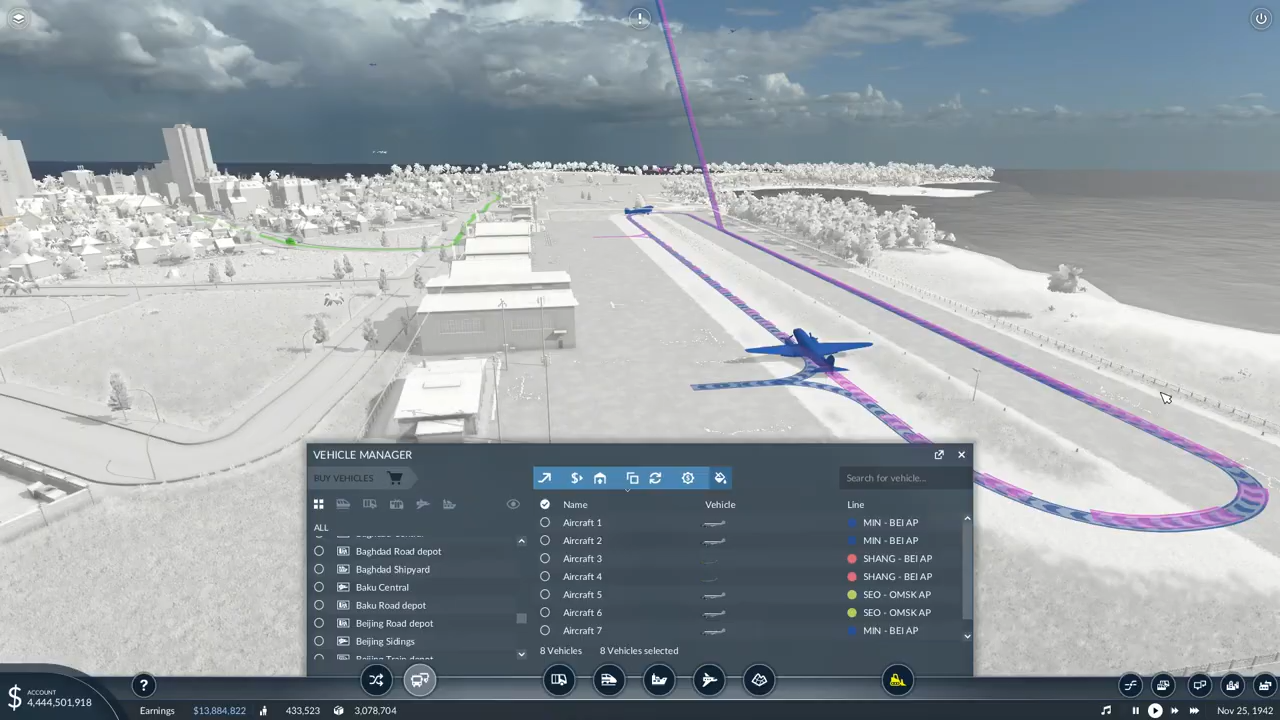 VEHICLE MANAGER
BUY VEHICLES
Search for vehicle...
Name Vehicle Line
ALL
Aircraft 1 MIN - BEI AP
Aircraft 2 MIN - BEI AP
Baghdad Road depot
Aircraft 3 SHANG - BEI AP
Baghdad Shipyard
Aircraft 4 SHANG - BEI AP
Baku Central
Aircraft 5 SEO - OMSK AP
Baku Road depot
Aircraft 6 SEO - OMSK AP
Beijing Road depot
Aircraft 7 MIN - BEI AP
Beijing Sidings
Beijing Train depot
8 Vehicles 8 Vehicles selected
$ ACCOUNT
4,444,501,918
?
Earnings $13,884,822 433,523 3,078,704 Nov 25, 1942